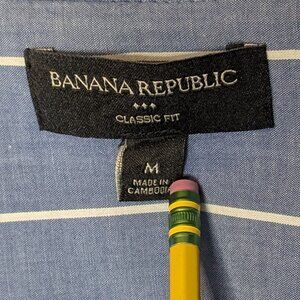 BANANA REPUBLIC
CLASSIC FIT
M
MADE IN
CAMBODIA